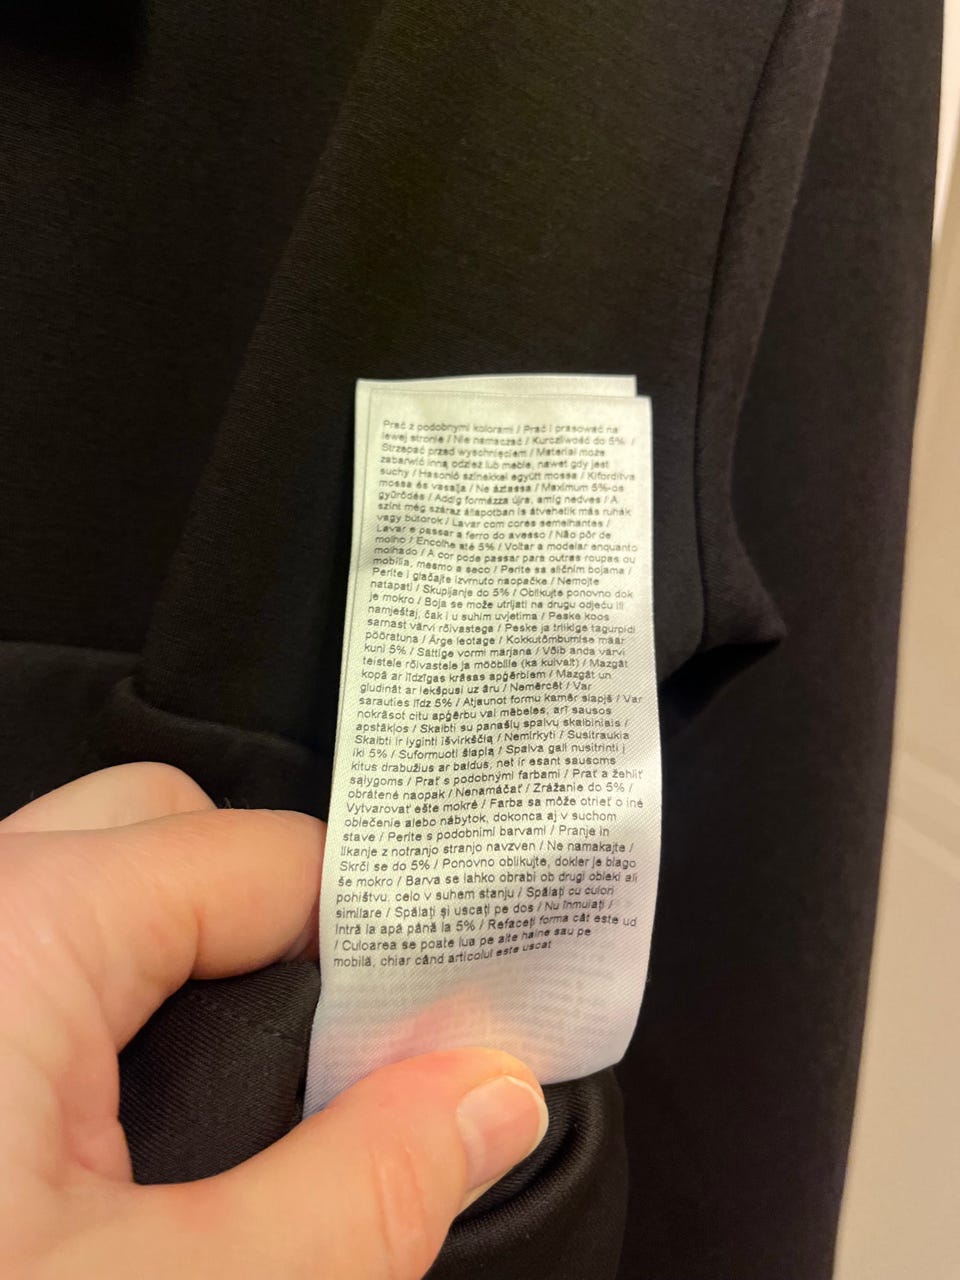 Prać z podobnymi kolorami / Prać i prasować na
lewej stronie / Nie namaczać / Kurczliwość do 5% /
Strzepać przed wyschnięciem / Materiał może
zabarwić inną odzież lub meble, nawet gdy jest
suchy / Hasonló színekkel együtt mossa / Kifordítva
mossa és vasalja / Ne áztassa / Maximum 5%-os
gyűrődés / Addig formázza újra, amíg nedves / A
színt még száraz állapotban is átvehetik más ruhák
vagy bútorok / Lavar com cores semelhantes /
Lavar e passar a ferro do avesso / Não pôr de
molho / Encolhe até 5% / Voltar a modelar enquanto
molhado / A cor pode passar para outras roupas ou
mobília, mesmo a seco / Perite sa sličnim bojama /
Perite i glačajte izvrnuto naopačke / Nemojte
natapati / Skupljanje do 5% / Oblikujte ponovno dok
je mokro / Boja se može utrljati na drugu odjeću ili
namještaj, čak i u suhim uvjetima / Peske koos
sarnast värvi rõivastega / Peske ja triikige tagurpidi
pööratuna / Ärge leotage / Kokkutõmbumise määr
kuni 5% / Sättige vormi märjana / Võib anda värvi
teistele rõivastele ja mööblile (ka kuivalt) / Mazgāt
kopā ar līdzīgas krāsas apģērbiem / Mazgāt un
gludināt ar iekšpusi uz āru / Nemērcēt / Var
sarauties līdz 5% / Atjaunot formu kamēr slapjš / Var
nokrāsot citu apģērbu vai mēbeles, arī sausos
apstākļos / Skalbti su panašių spalvų skalbiniais /
Skalbti ir lyginti išvirkščią / Nemirkyti / Susitraukia
iki 5% / Suformuoti šlapią / Spalva gali nusitrinti į
kitus drabužius ar baldus, net ir esant sausoms
sąlygoms / Prať s podobnými farbami / Prať a žehliť
obrátené naopak / Nenamáčať / Zrážanie do 5% /
Vytvarovať ešte mokré / Farba sa môže otrieť o iné
oblečenie alebo nábytok, dokonca aj v suchom
stave / Perite s podobnimi barvami / Pranje in
likanje z notranjo stranjo navzven / Ne namakajte /
Skrči se do 5% / Ponovno oblikujte, dokler je blago
še mokro / Barva se lahko obrabi ob drugi obleki ali
pohištvu, celo v suhem stanju / Spălați cu culori
similare / Spălați și uscați pe dos / Nu înmuiați /
Intră la apă până la 5% / Refaceți forma cât este ud
/ Culoarea se poate lua pe alte haine sau pe
mobilă, chiar când articolul este uscat